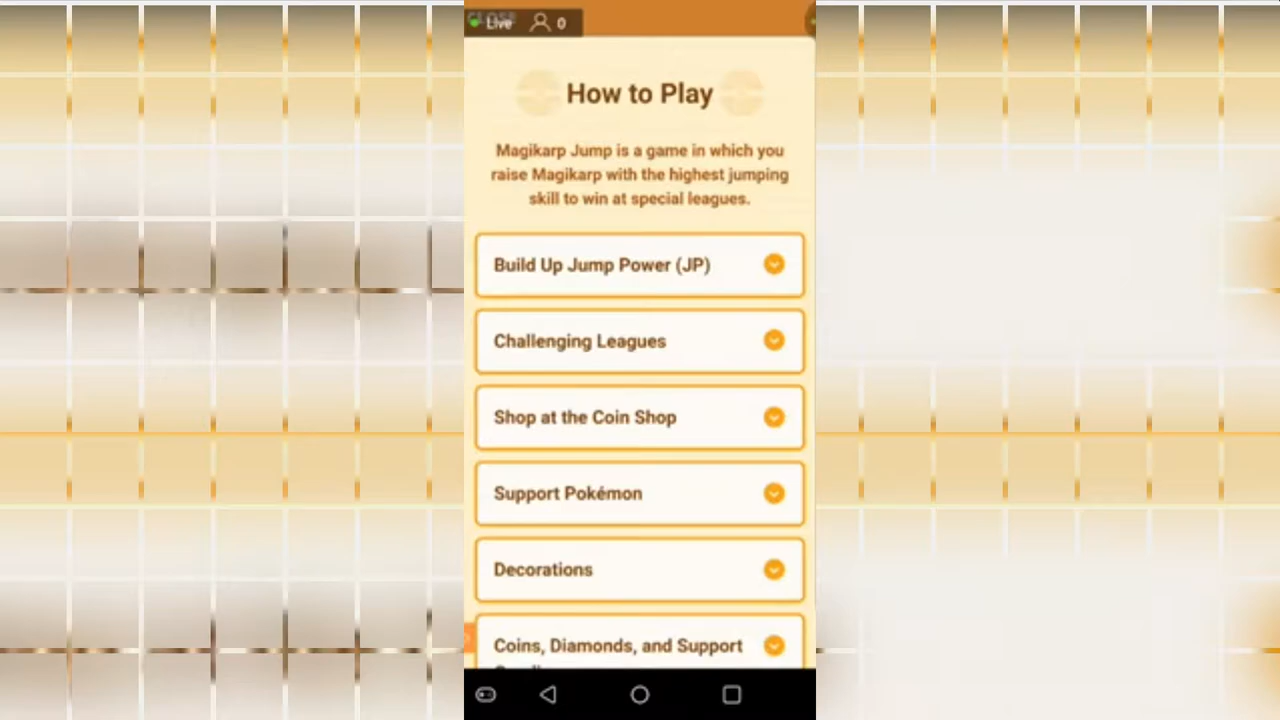 Live 0
How to Play
Magikarp Jump is a game in which you
raise Magikarp with the highest jumping
skill to win at special leagues.
Build Up Jump Power (JP)
Challenging Leagues
Shop at the Coin Shop
Support Pokémon
Decorations
Coins, Diamonds, and Support